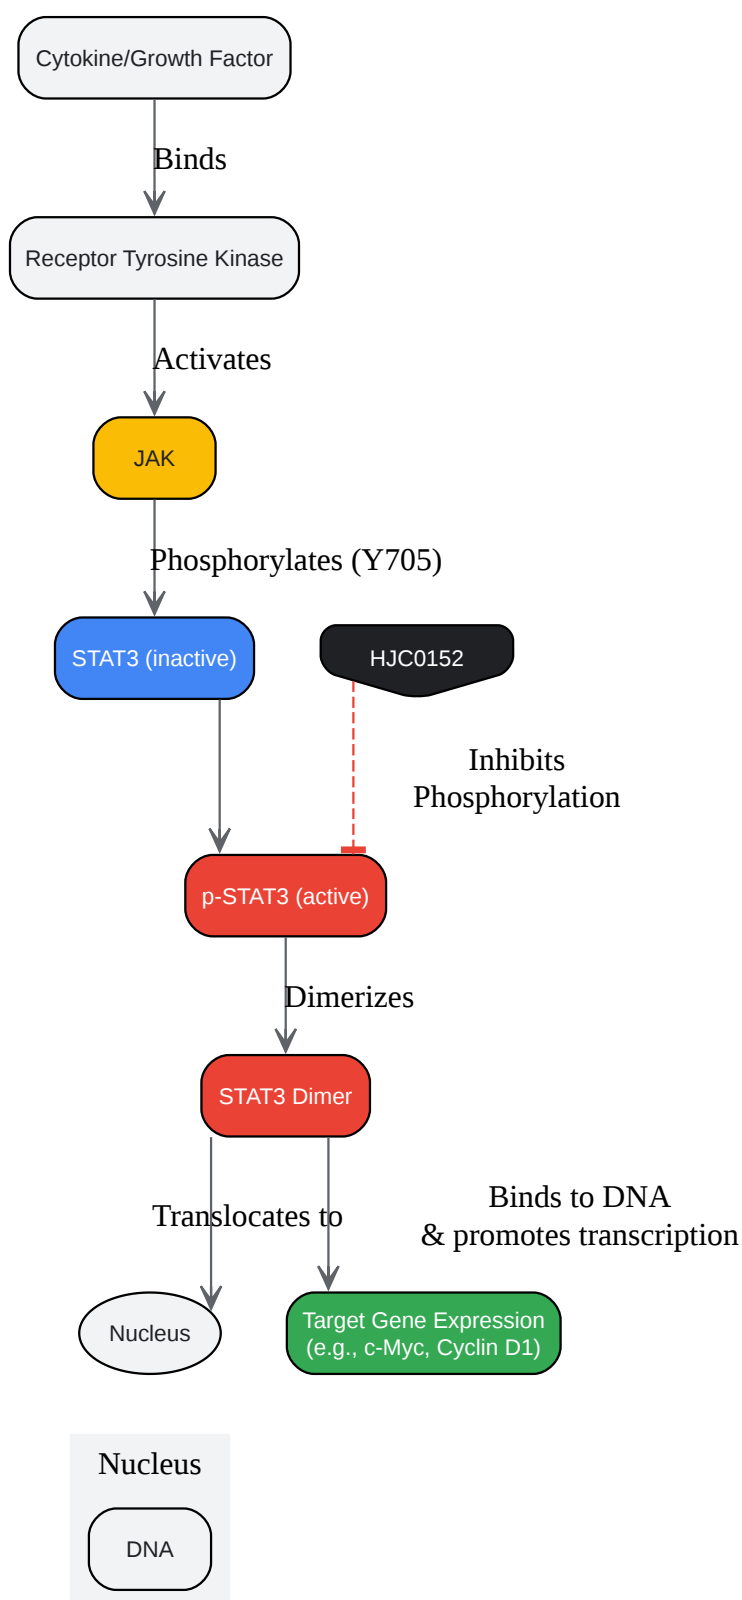 Cytokine/Growth Factor
Binds
Receptor Tyrosine Kinase
Activates
JAK
Phosphorylates (Y705)
STAT3 (inactive)
HJC0152
Inhibits
Phosphorylation
p-STAT3 (active)
Dimerizes
STAT3 Dimer
Translocates to
Binds to DNA
& promotes transcription
Nucleus
Target Gene Expression
(e.g., c-Myc, Cyclin D1)
Nucleus
DNA